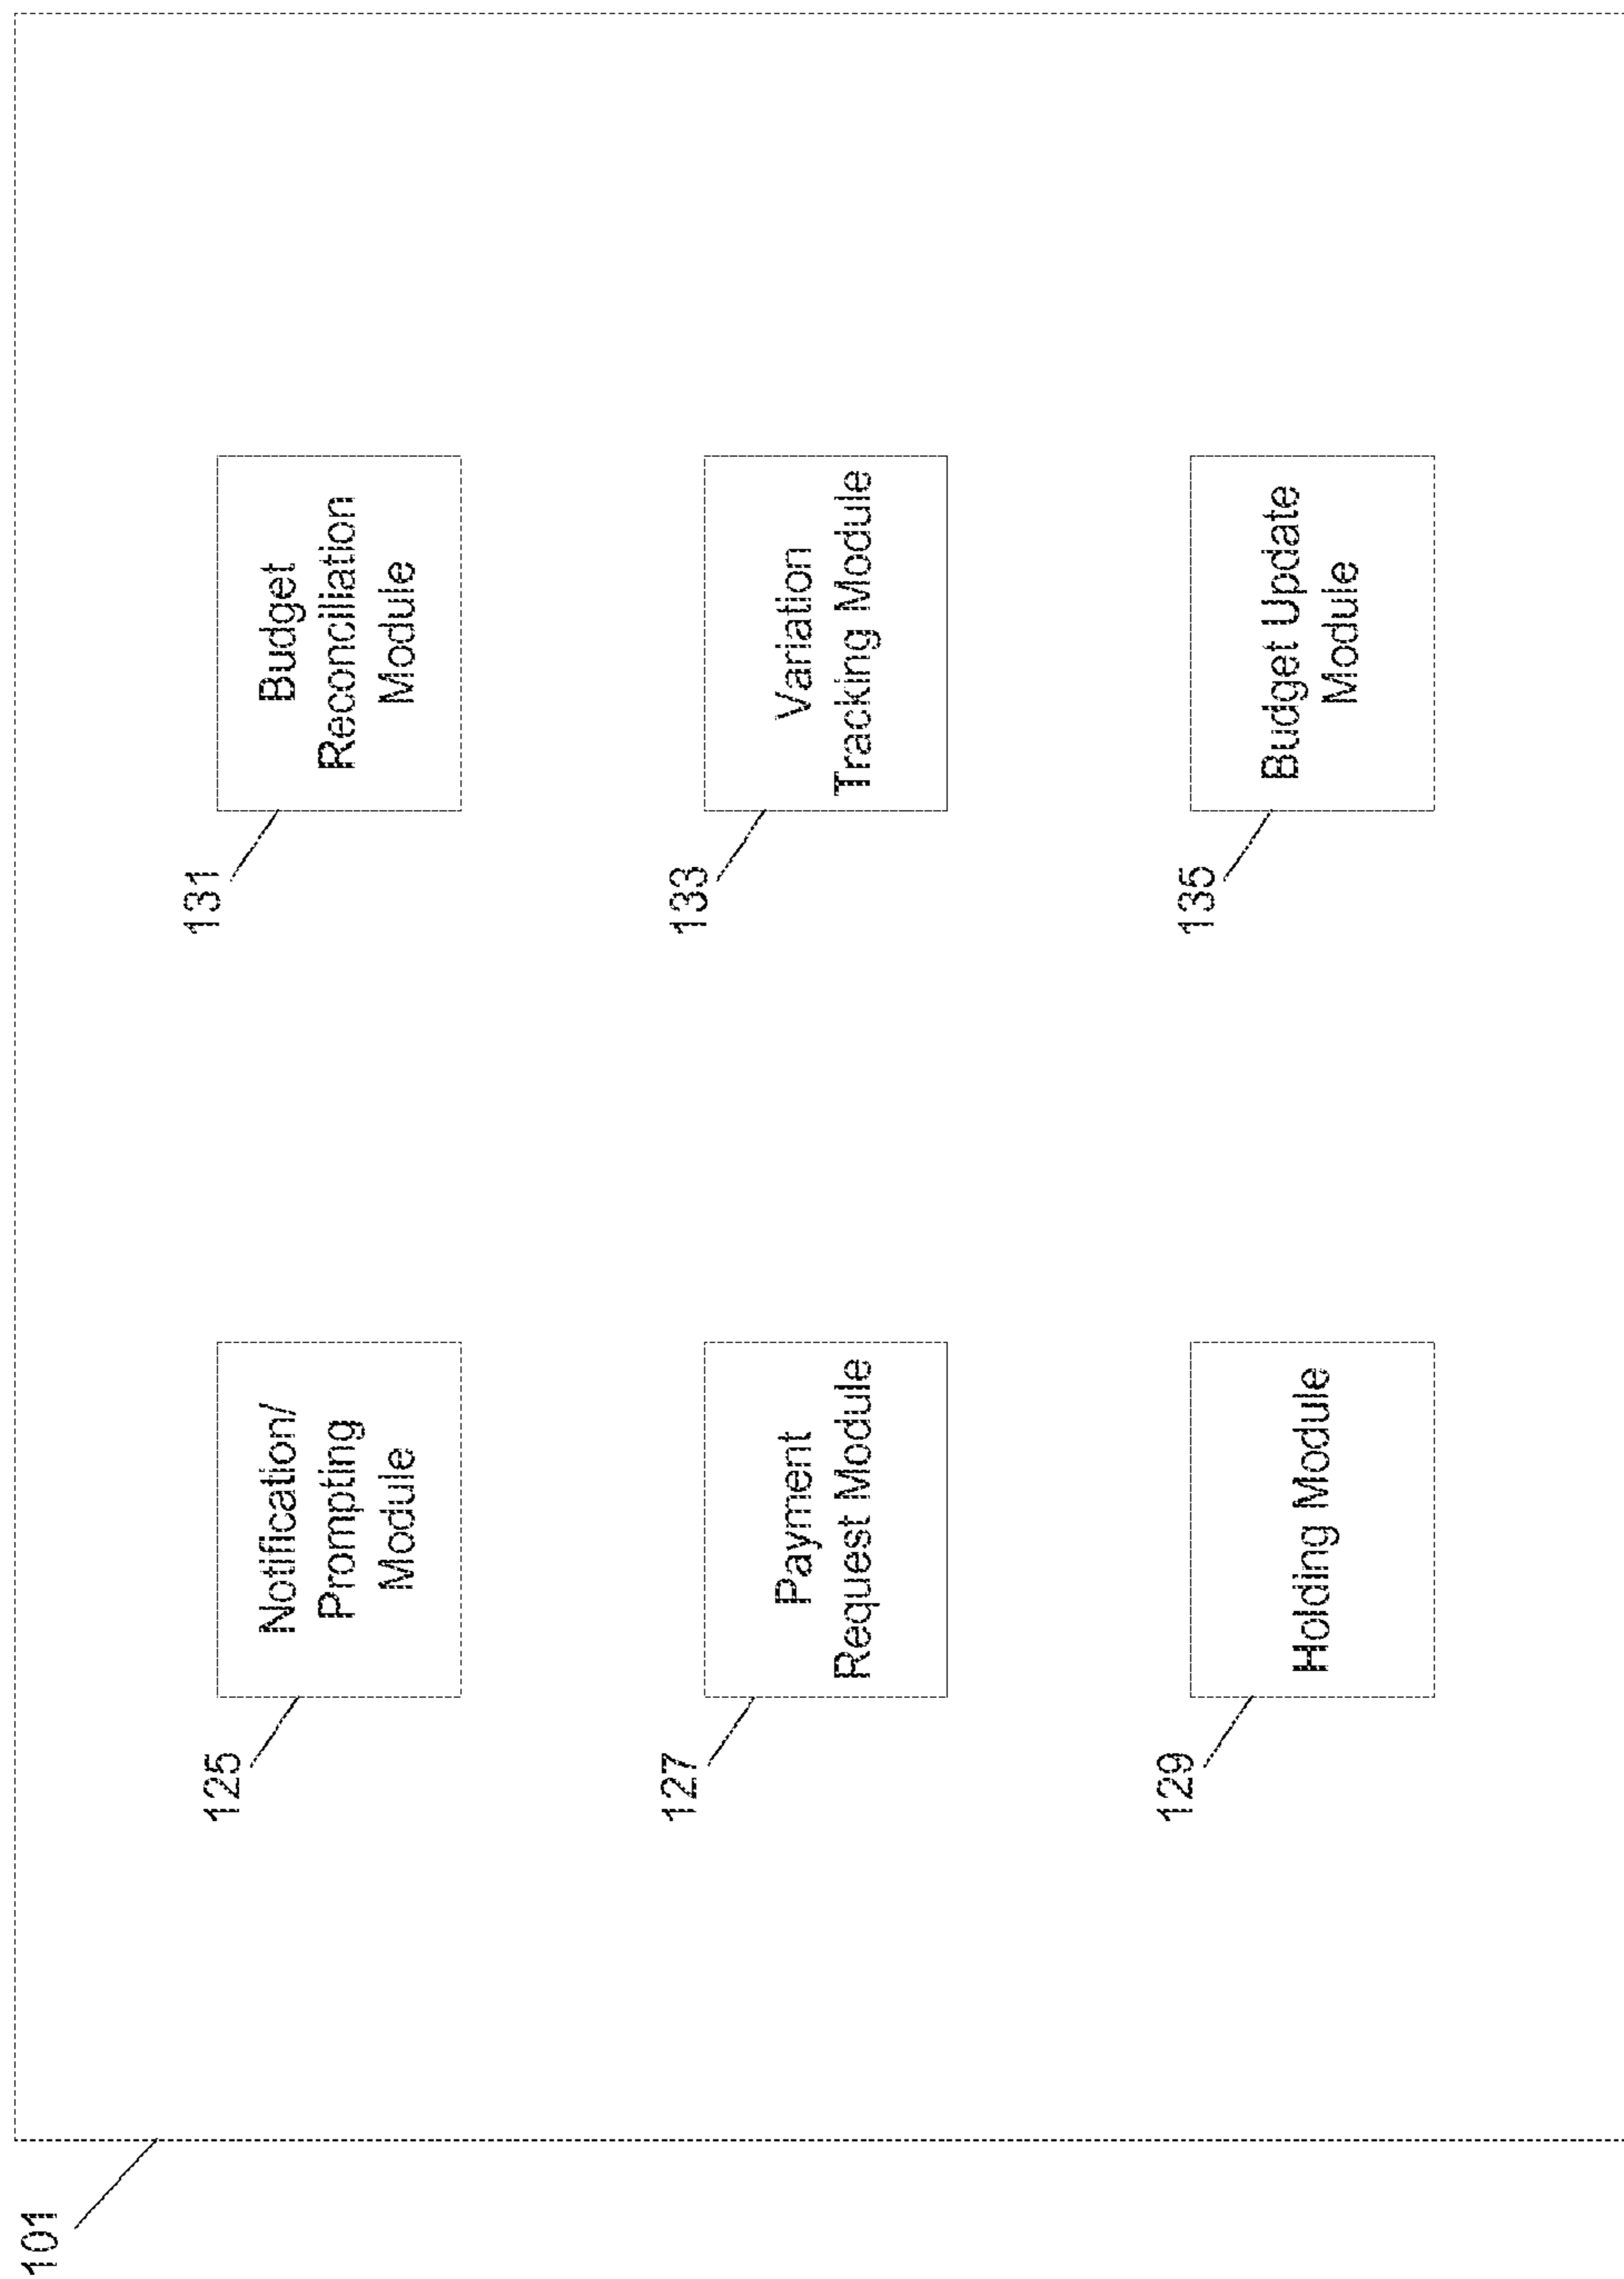 101
125
Notification/
Prompting
Module
131
Budget
Reconciliation
Module
127
Payment
Request Module
133
Variation
Tracking Module
129
Holding Module
135
Budget Update
Module